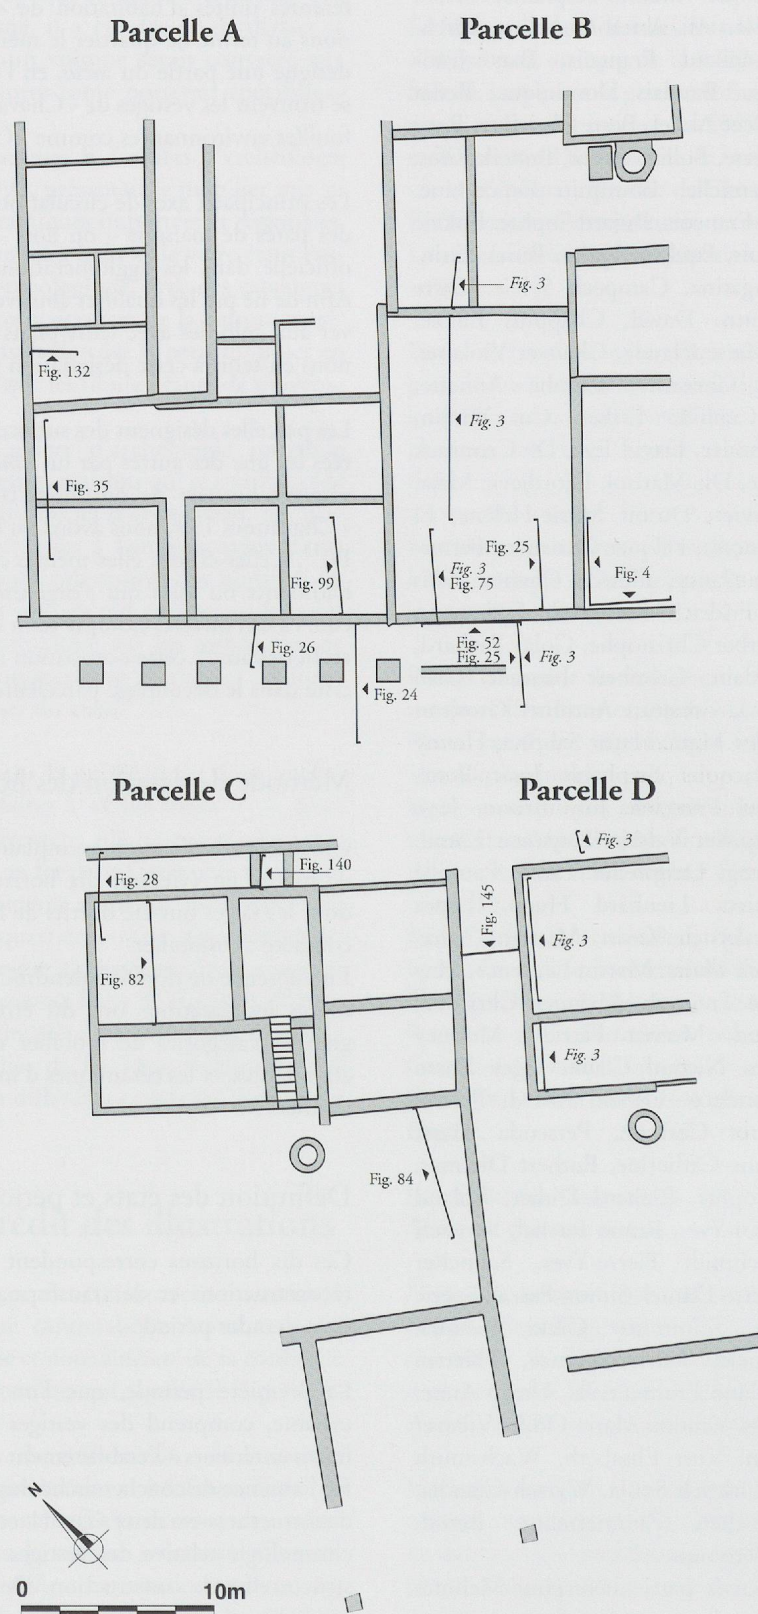 Parcelle A
Parcelle B
Fig. 3
Fig. 132
Fig. 3
Fig. 35
Fig. 25
Fig. 3
Fig. 75
Fig. 99
Fig. 4
Fig. 26
Fig. 52
Fig. 25
Fig. 3
Fig. 24
Parcelle C
Parcelle D
Fig. 3
Fig. 140
Fig. 28
Fig. 145
Fig. 3
Fig. 82
Fig. 3
Fig. 84
N
0 10m